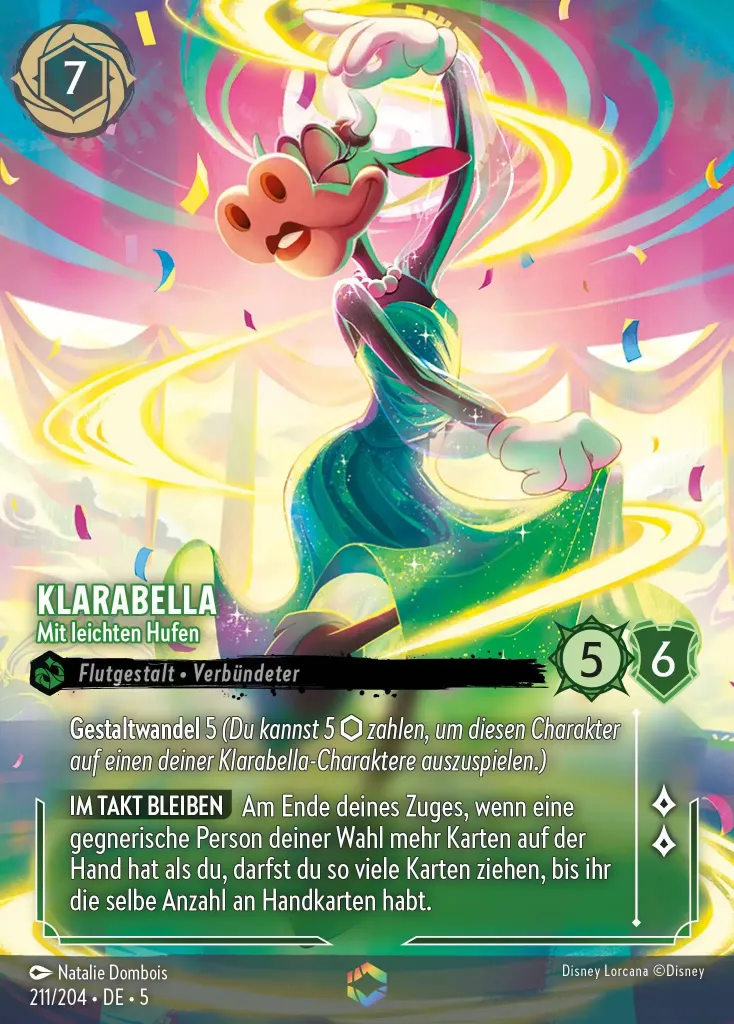 7
KLARABELLA
Mit leichten Hufen
Flutgestalt • Verbündeter
5
6
Gestaltwandel 5 (Du kannst 5 ⬡ zahlen, um diesen Charakter
auf einen deiner Klarabella-Charaktere auszuspielen.)
IM TAKT BLEIBEN Am Ende deines Zuges, wenn eine
gegnerische Person deiner Wahl mehr Karten auf der
Hand hat als du, darfst du so viele Karten ziehen, bis ihr
die selbe Anzahl an Handkarten habt.
Natalie Dombois
Disney Lorcana ©Disney
211/204 • DE • 5